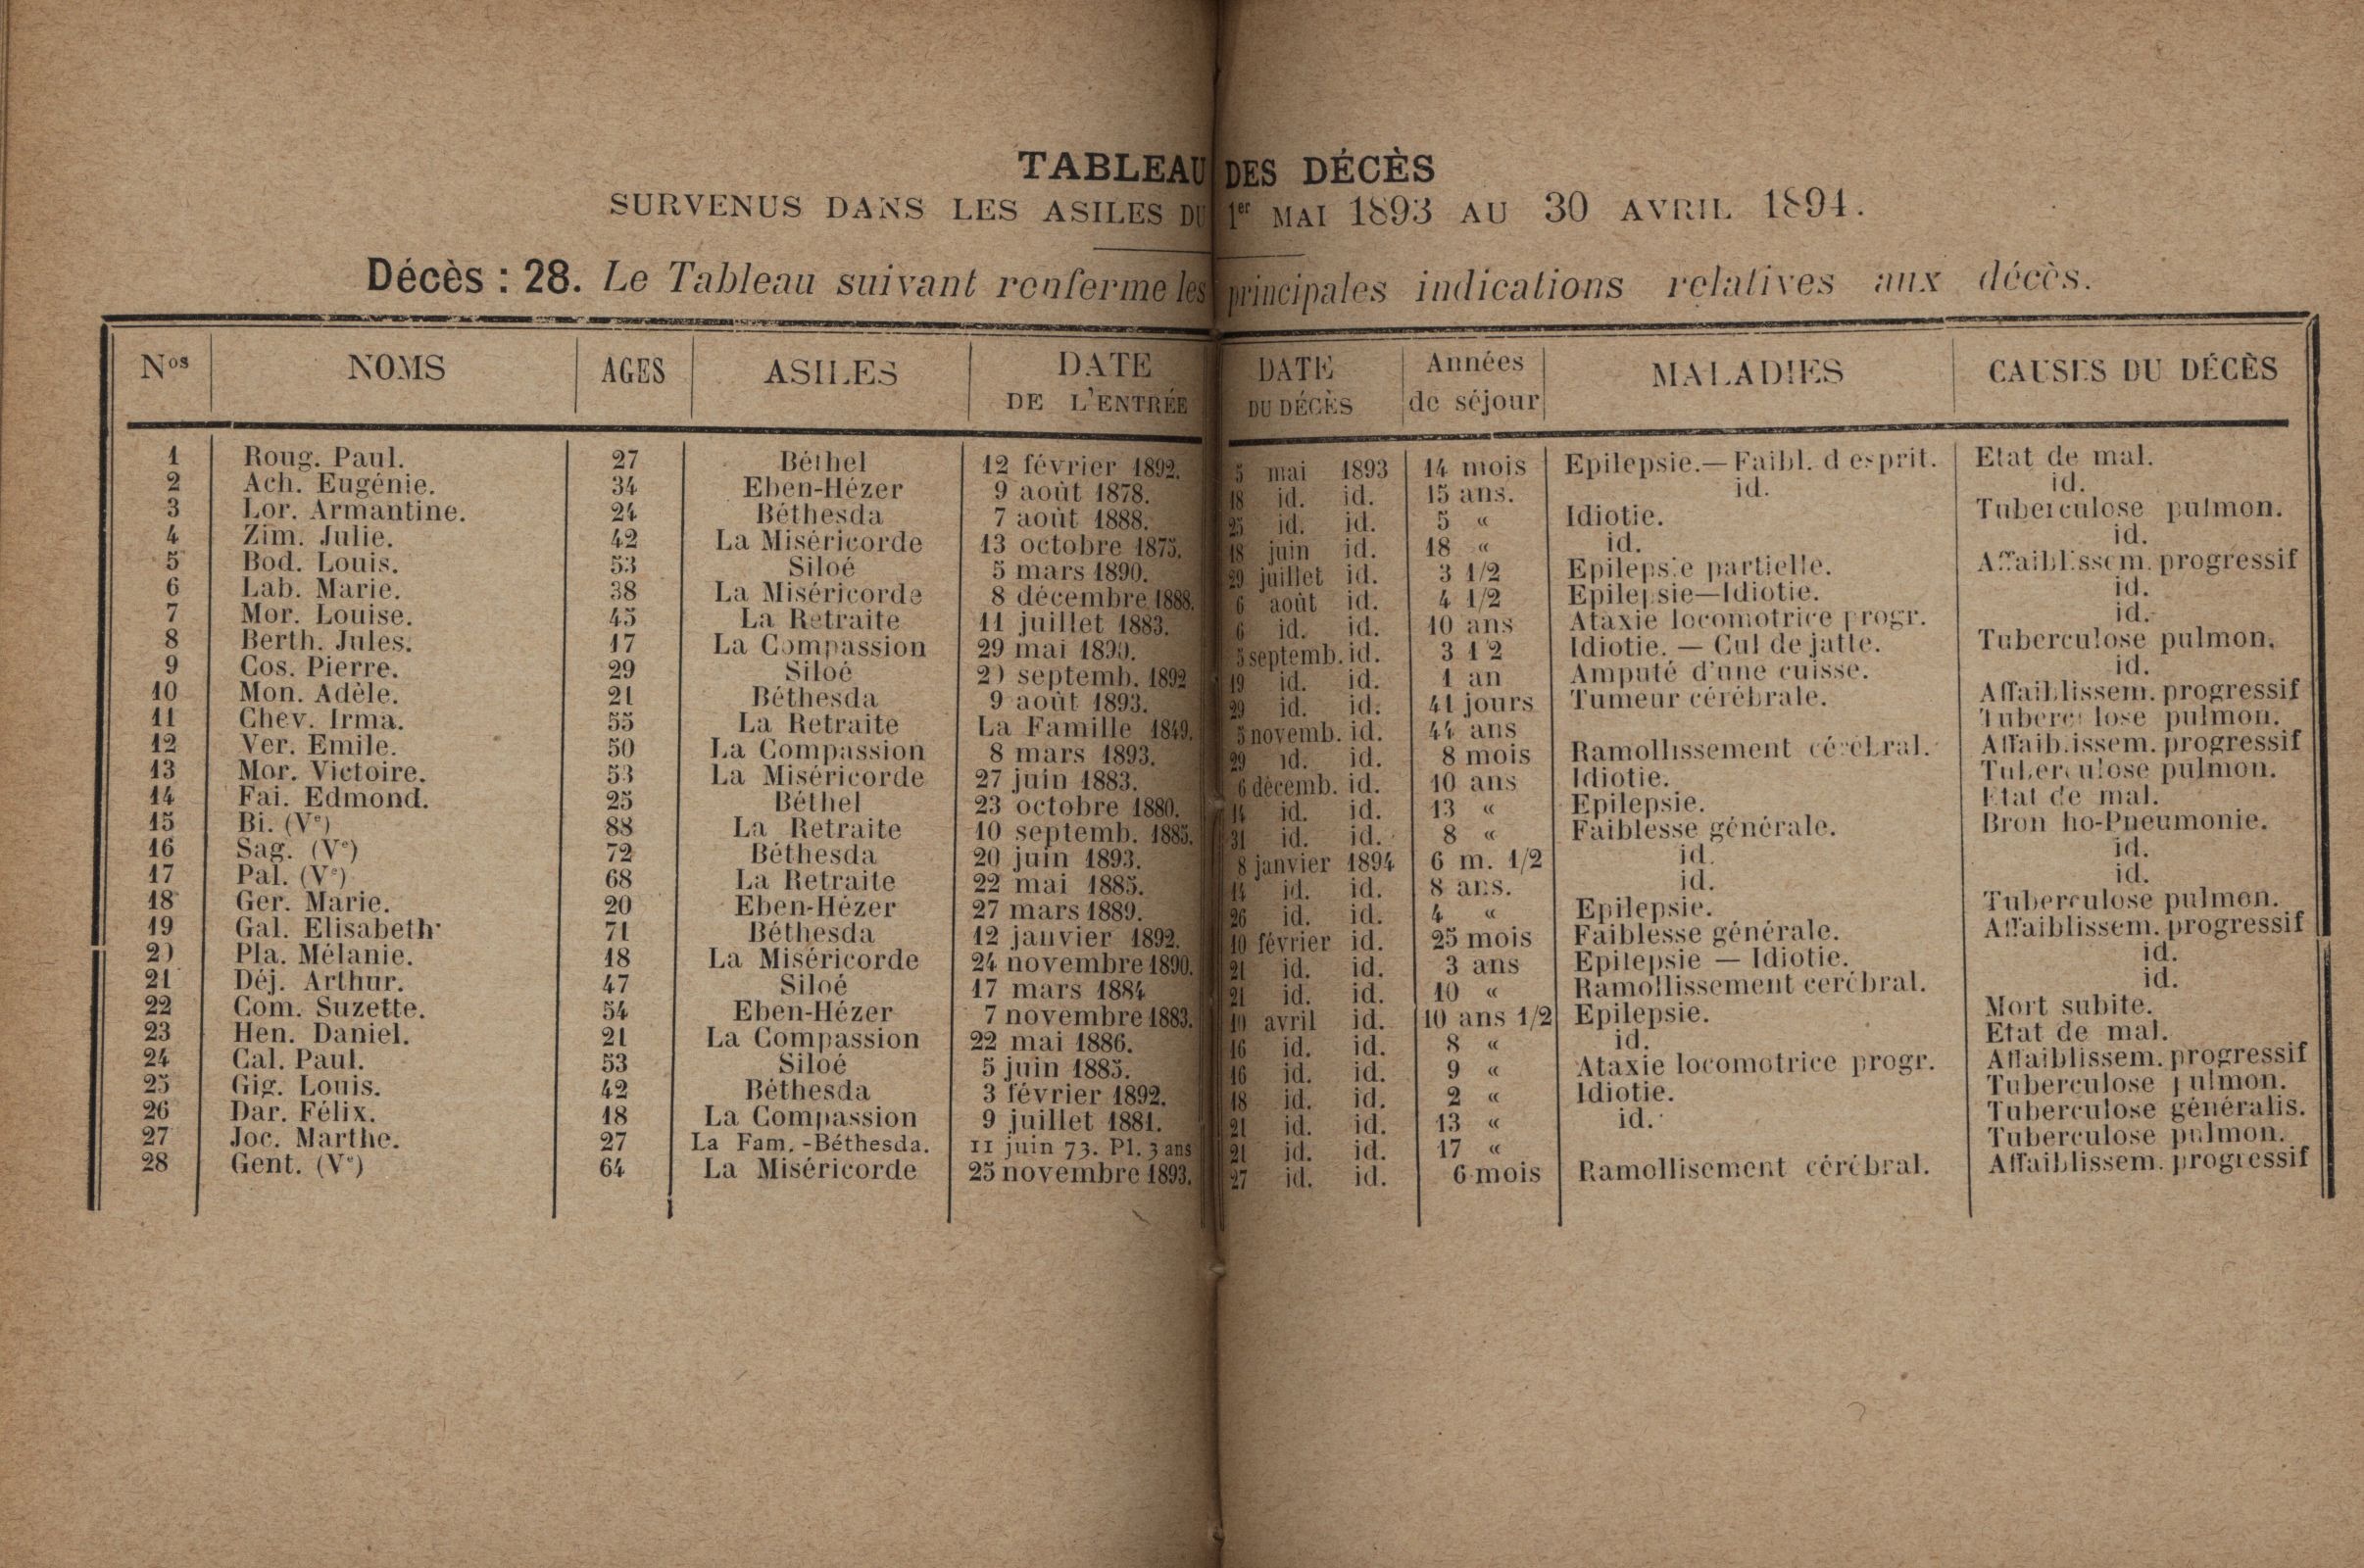 TABLEAU DES DÉCÈS
SURVENUS DANS LES ASILES DU 1er MAI 1893 AU 30 AVRIL 1894.
Décès : 28. Le Tableau suivant renferme les principales indications relatives aux décès.
Nos NOMS AGES ASILES DATE DE L'ENTRÉE DATE DU DÉCÈS Années de séjour MALADIES CAUSES DU DÉCÈS
1 Roug. Paul. 27 Béthel 12 février 1892. 5 mai 1893 14 mois Epilepsie.— Faibl. d esprit. Etat de mal.
2 Ach. Eugénie. 34 Eben-Hézer 9 août 1878. 18 id. id. 15 ans. id. id.
3 Lor. Armantine. 24 Béthesda 7 août 1888. 25 id. id. 5 « Idiotie. Tuberculose pulmon.
4 Zim. Julie. 42 La Miséricorde 13 octobre 1875. 18 juin id. 18 « id. id.
5 Bod. Louis. 53 Siloé 5 mars 1890. 29 juillet id. 3 1/2 Epilepsie partielle. Affaiblissem. progressif
6 Lab. Marie. 38 La Miséricorde 8 décembre 1888. 6 août id. 4 1/2 Epilepsie—Idiotie. id.
7 Mor. Louise. 45 La Retraite 11 juillet 1883. 6 id. id. 10 ans Ataxie locomotrice progr. id.
8 Berth. Jules. 17 La Compassion 29 mai 1890. 5 septemb. id. 3 1 2 Idiotie. — Cul de jatte. Tuberculose pulmon.
9 Cos. Pierre. 29 Siloé 2) septemb. 1892 19 id. id. 1 an Amputé d'une cuisse. id.
10 Mon. Adèle. 21 Béthesda 9 août 1893. 29 id. id. 41 jours Tumeur cérébrale. Affaiblissem. progressif
11 Chev. Irma. 55 La Retraite La Famille 1849. 5 novemb. id. 44 ans Tuberculose pulmon.
12 Ver. Emile. 50 La Compassion 8 mars 1893. 29 id. id. 8 mois Ramollissement cérébral. Affaiblissem. progressif
13 Mor. Victoire. 53 La Miséricorde 27 juin 1883. 6 décemb. id. 10 ans Idiotie. Tuberculose pulmon.
14 Fai. Edmond. 25 Béthel 23 octobre 1880. 14 id. id. 13 « Epilepsie. Etat de mal.
15 Bi. (Ve) 88 La Retraite 10 septemb. 1885. 31 id. id. 8 « Faiblesse générale. Bron ho-Pneumonie.
16 Sag. (Ve) 72 Béthesda 20 juin 1893. 8 janvier 1894 6 m. 1/2 id. id.
17 Pal. (Ve) 68 La Retraite 22 mai 1885. 14 id. id. 8 ans. id. id.
18 Ger. Marie. 20 Eben-Hézer 27 mars 1889. 26 id. id. 4 « Epilepsie. Tuberculose pulmon.
19 Gal. Elisabeth 71 Béthesda 12 janvier 1892. 10 février id. 25 mois Faiblesse générale. Affaiblissem. progressif
2) Pla. Mélanie. 18 La Miséricorde 24 novembre 1890. 21 id. id. 3 ans Epilepsie — Idiotie. id.
21 Déj. Arthur. 47 Siloé 17 mars 1884 21 id. id. 10 « Ramollissement cerébral. id.
22 Com. Suzette. 54 Eben-Hézer 7 novembre 1883. 10 avril id. 10 ans 1/2 Epilepsie. Mort subite.
23 Hen. Daniel. 21 La Compassion 22 mai 1886. 16 id. id. 8 « id. Etat de mal.
24 Cal. Paul. 53 Siloé 5 juin 1885. 16 id. id. 9 « Ataxie locomotrice progr. Affaiblissem. progressif
25 Gig. Louis. 42 Béthesda 3 février 1892. 18 id. id. 2 « Idiotie. Tuberculose pulmon.
26 Dar. Félix. 18 La Compassion 9 juillet 1881. 21 id. id. 13 « id. Tuberculose généralis.
27 Joc. Marthe. 27 La Fam. -Béthesda. 11 juin 73. Pl. 3 ans 21 id. id. 17 « Tuberculose pulmon.
28 Gent. (Ve) 64 La Miséricorde 25 novembre 1893. 27 id. id. 6 mois Ramollisement cérébral. Affaiblissem. progressif